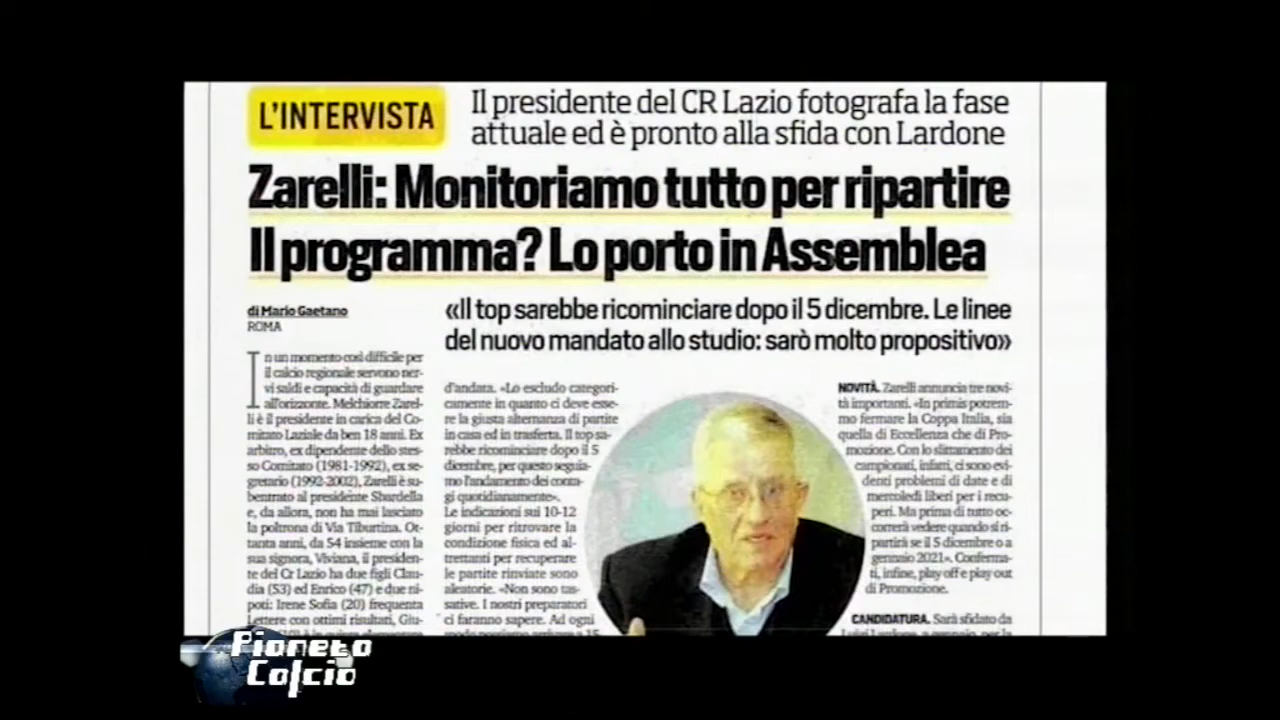 L'INTERVISTA
Il presidente del CR Lazio fotografa la fase
attuale ed è pronto alla sfida con Lardone
Zarelli: Monitoriamo tutto per ripartire
Il programma? Lo porto in Assemblea
di Mario Gaetano
ROMA
«Il top sarebbe ricominciare dopo il 5 dicembre. Le linee
del nuovo mandato allo studio: sarò molto propositivo»
In un momento così difficile per
il calcio regionale servono ner-
vi saldi e capacità di guardare
all'orizzonte. Melchiorre Zarel-
li è il presidente in carica del Co-
mitato Laziale da ben 18 anni. Ex
arbitro, ex dipendente dello stes-
so Comitato (1981-1992), ex se-
gretario (1992-2002), Zarelli è su-
bentrato al presidente Sbardella
e, da allora, non ha mai lasciato
la poltrona di Via Tiburtina. Ot-
tanta anni, da 54 insieme con la
sua signora, Viviana, il presiden-
te del Cr Lazio ha due figli Clau-
dia (53) ed Enrico (47) e due ni-
poti: Irene Sofia (20) frequenta
Lettere con ottimi risultati, Giu-
d'andata. «Lo escludo categori-
camente in quanto ci deve esse-
re la giusta alternanza di partite
in casa ed in trasferta. Il top sa-
rebbe ricominciare dopo il 5
dicembre, per questo seguia-
mo l'andamento dei conta-
gi quotidianamente».
Le indicazioni sui 10-12
giorni per ritrovare la
condizione fisica ed al-
trettanti per recuperare
le partite rinviate sono
aleatorie. «Non sono tas-
sative. I nostri preparatori
ci faranno sapere. Ad ogni
NOVITÀ. Zarelli annuncia tre novi-
tà importanti. «In primis potrem-
mo fermare la Coppa Italia, sia
quella di Eccellenza che di Pro-
mozione. Con lo slittamento dei
campionati, infatti, ci sono evi-
denti problemi di date e di
mercoledì liberi per i recu-
peri. Ma prima di tutto oc-
correrà vedere quando si ri-
partirà se il 5 dicembre o a
gennaio 2021». Conferma-
ti, infine, play off e play out
di Promozione.
CANDIDATURA. Sarà sfidato da
Pianeta
Calcio